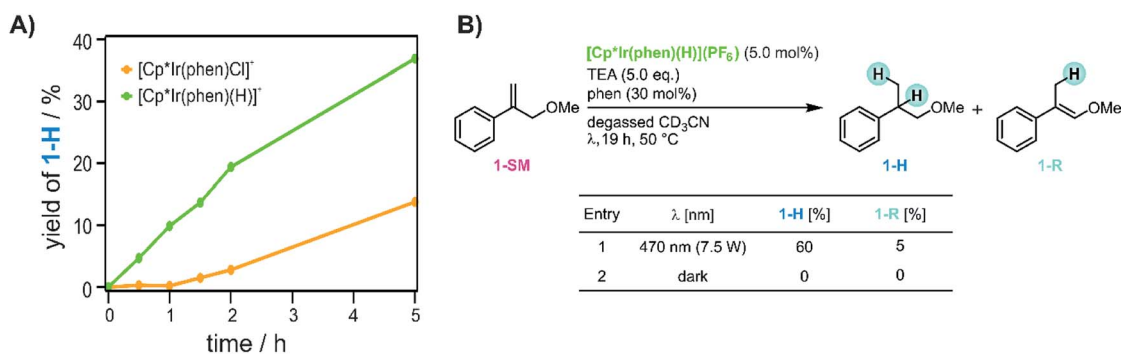 A)
yield of 1-H / %
40
30
20
10
0
[Cp*Ir(phen)Cl]⁺
[Cp*Ir(phen)(H)]⁺
0 1 2 3 4 5
time / h
B)
OMe
1-SM
[Cp*Ir(phen)(H)](PF₆) (5.0 mol%)
TEA (5.0 eq.)
phen (30 mol%)
degassed CD₃CN
λ, 19 h, 50 °C
H
H
OMe
1-H
+
H
OMe
1-R
Entry λ [nm] 1-H [%] 1-R [%]
1 470 nm (7.5 W) 60 5
2 dark 0 0